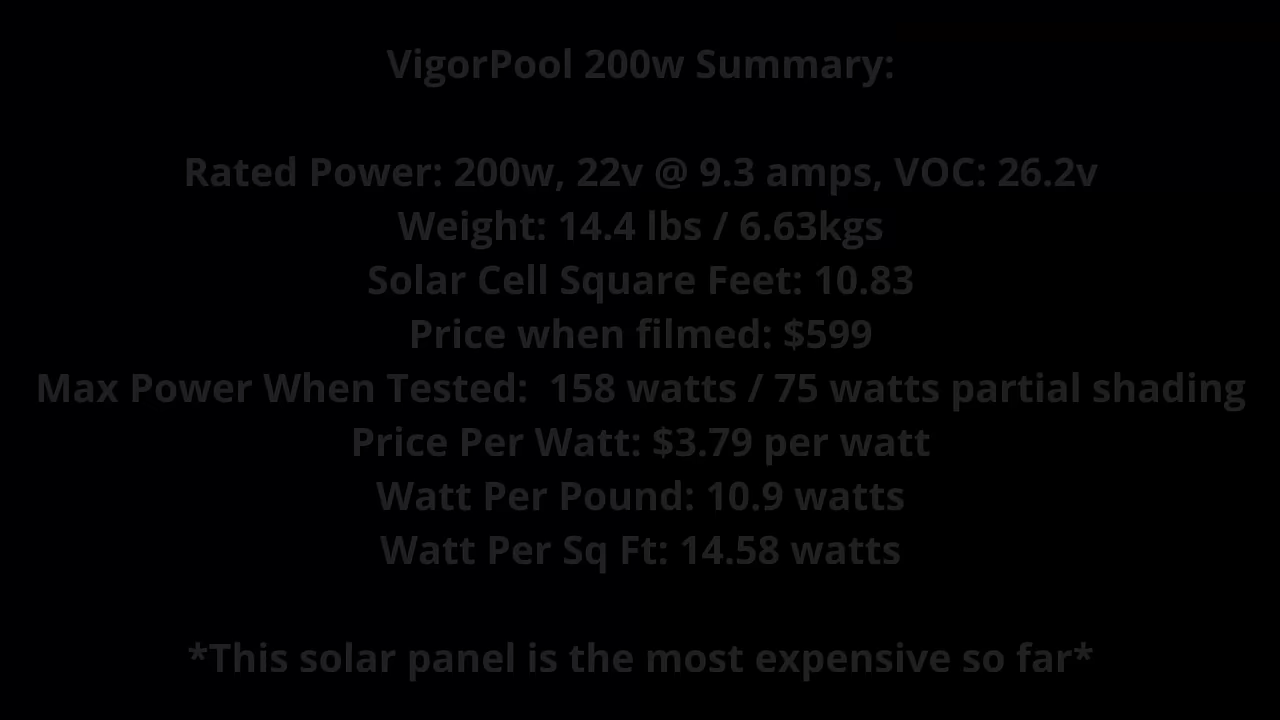 VigorPool 200w Summary:
Rated Power: 200w, 22v @ 9.3 amps, VOC: 26.2v
Weight: 14.4 lbs / 6.63kgs
Solar Cell Square Feet: 10.83
Price when filmed: $599
Max Power When Tested:  158 watts / 75 watts partial shading
Price Per Watt: $3.79 per watt
Watt Per Pound: 10.9 watts
Watt Per Sq Ft: 14.58 watts
*This solar panel is the most expensive so far*